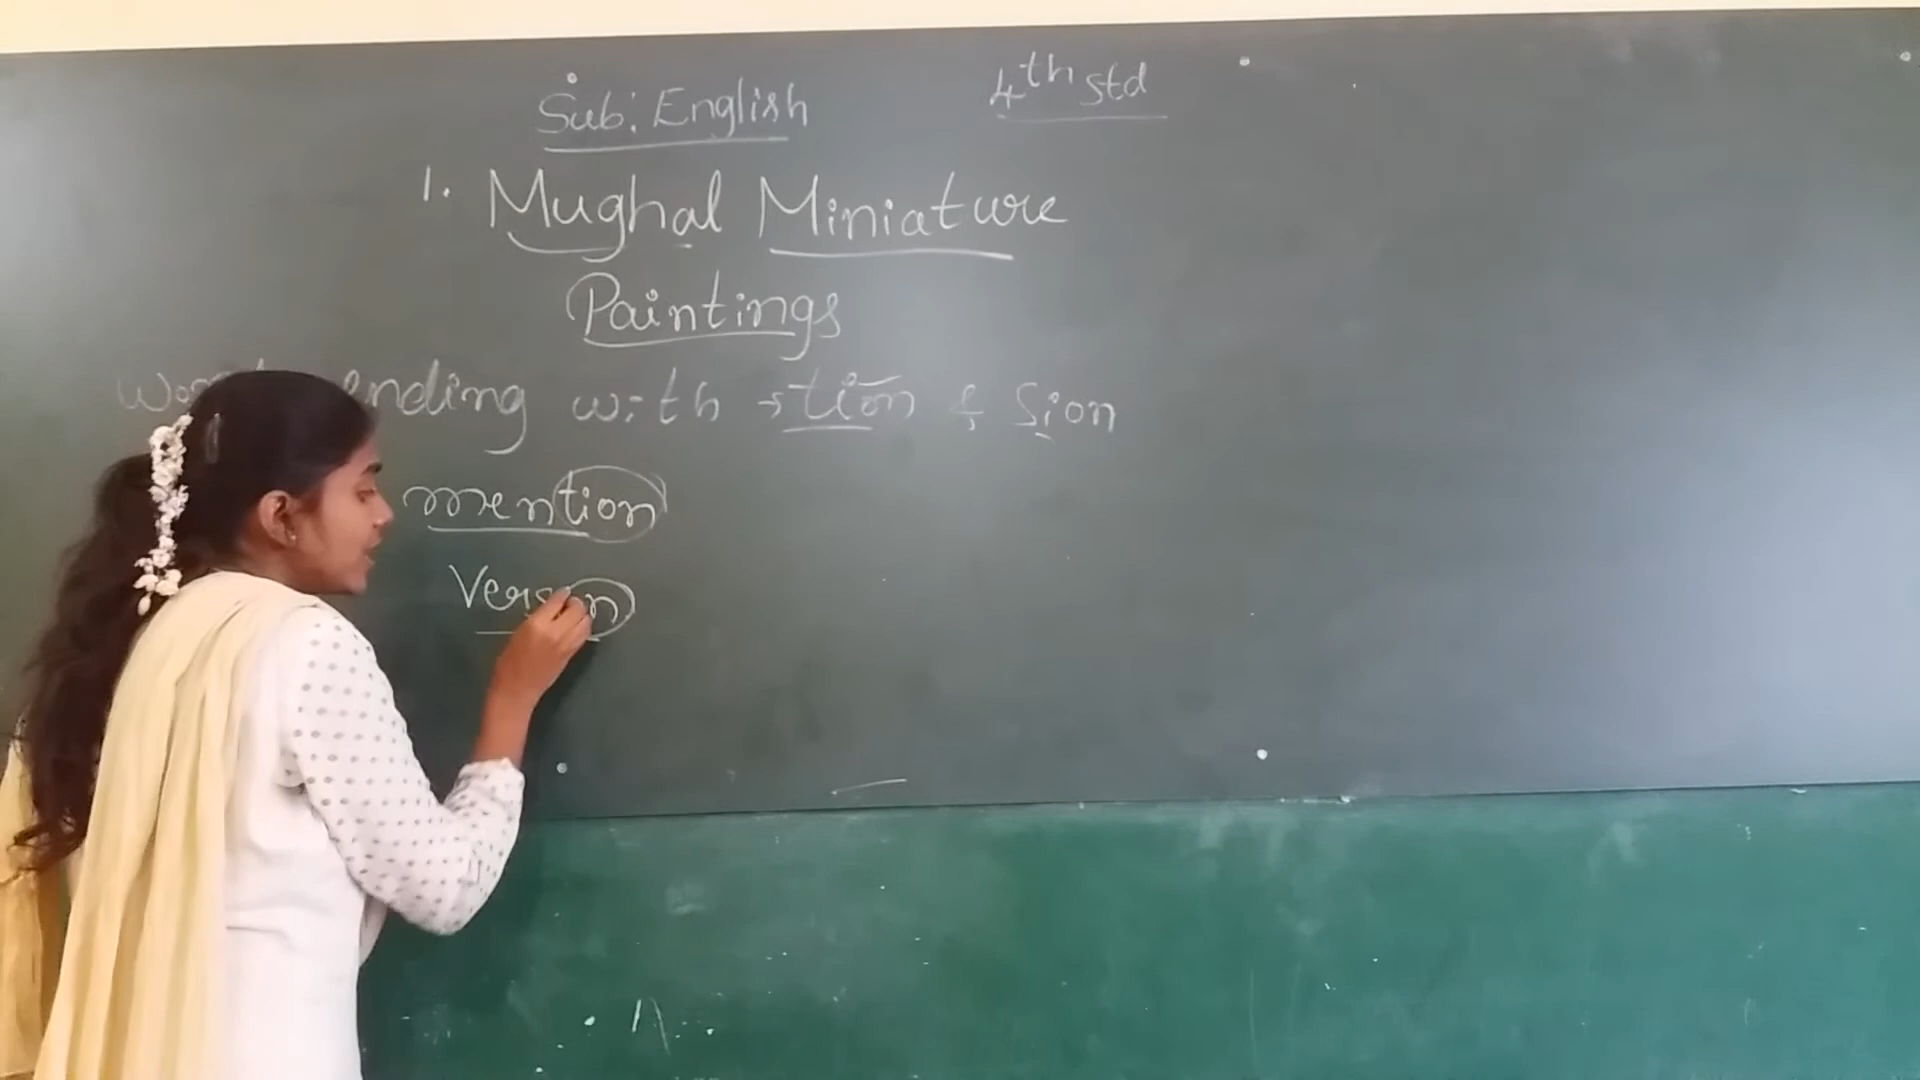 Sub: English
4th std
1. Mughal Miniature
Paintings
ending with → tion & Sion
mention